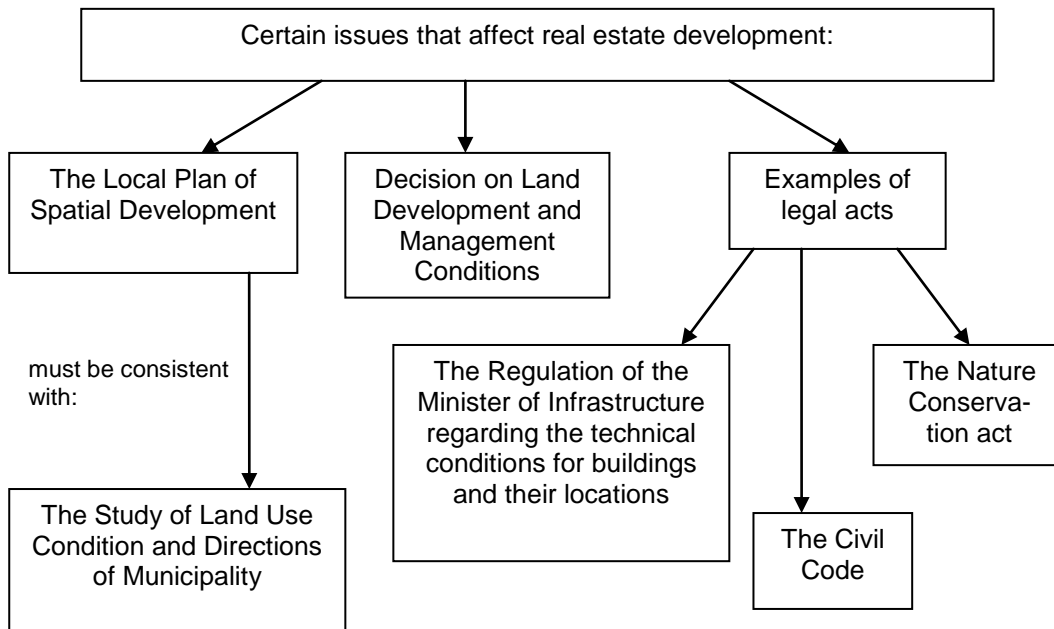 Certain issues that affect real estate development:
The Local Plan of
Spatial Development
Decision on Land
Development and
Management
Conditions
Examples of
legal acts
must be consistent
with:
The Regulation of the
Minister of Infrastructure
regarding the technical
conditions for buildings
and their locations
The Nature
Conserva-
tion act
The Study of Land Use
Condition and Directions
of Municipality
The Civil
Code